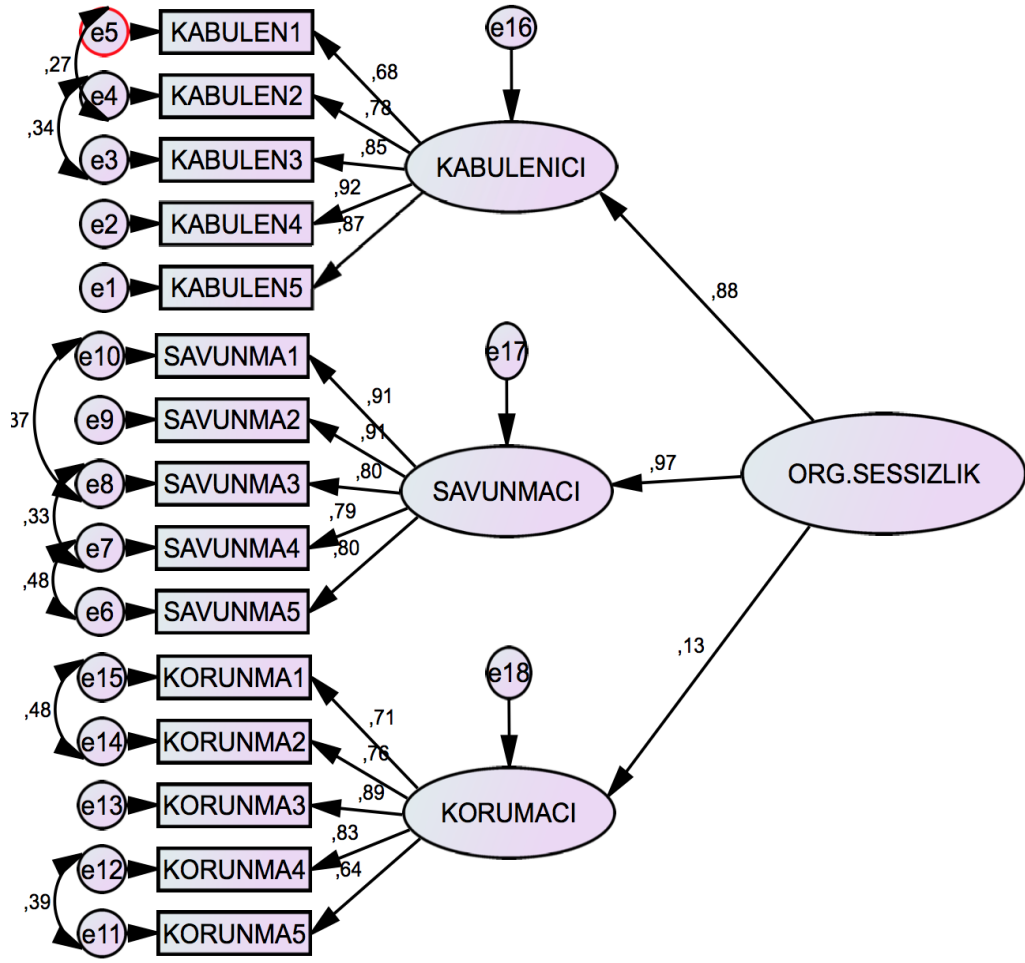 e5
KABULEN1
e16
,27
,68
e4
KABULEN2
,78
,34
e3
KABULEN3
,85
KABULENICI
,92
e2
KABULEN4
,87
e1
KABULEN5
,88
e10
SAVUNMA1
e17
,91
37
e9
SAVUNMA2
,91
,80
e8
SAVUNMA3
SAVUNMACI
,97
ORG.SESSIZLIK
,33
,79
e7
SAVUNMA4
,80
,48
e6
SAVUNMA5
e15
KORUNMA1
e18
,13
,48
,71
e14
KORUNMA2
,76
,89
e13
KORUNMA3
KORUMACI
,83
e12
KORUNMA4
,64
,39
e11
KORUNMA5